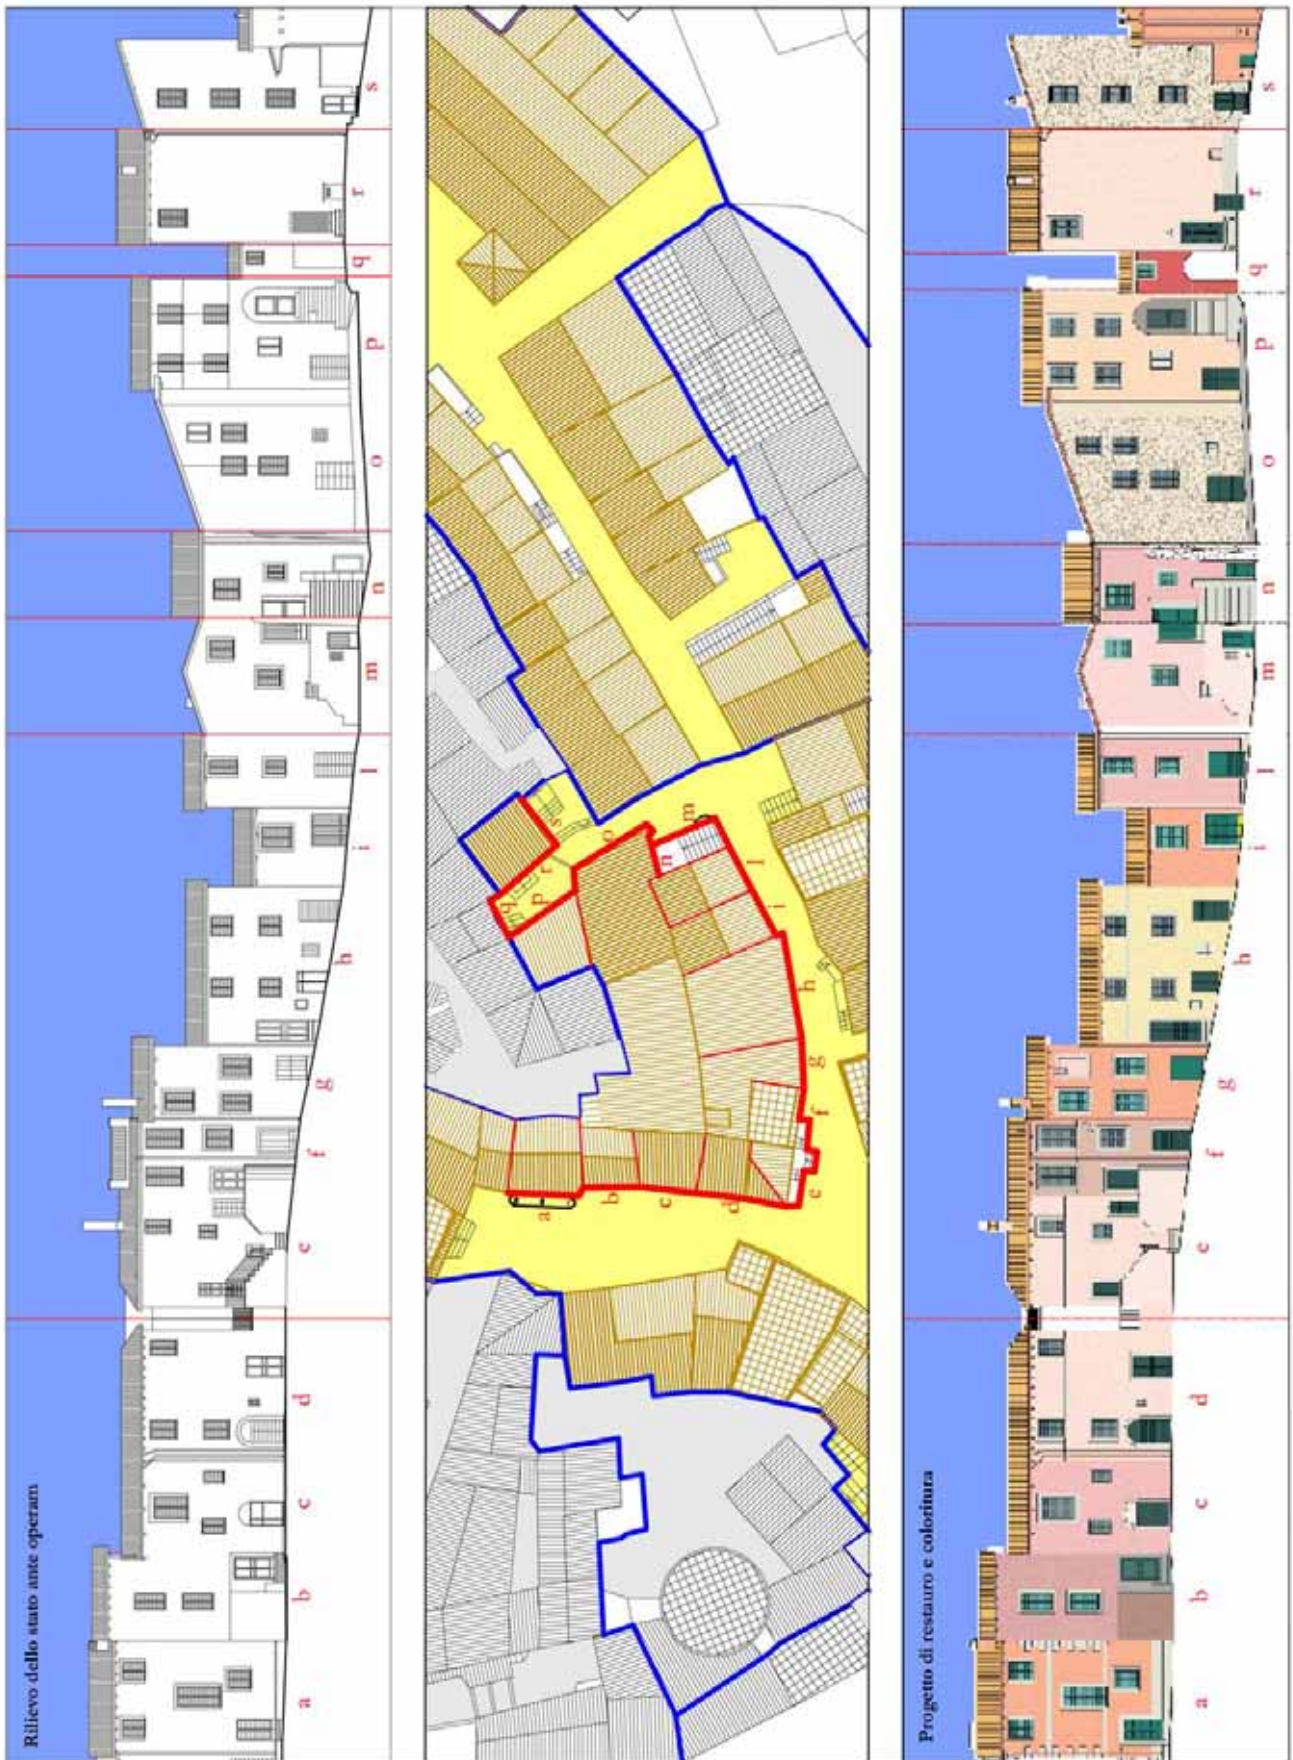 Rilievo dello stato ante operam
a b c d e f g h i l m n o p q r s
a b c d e f g h i l m n o p q r s
Progetto di restauro e coloritura
a b c d e f g h i l m n o p q r s